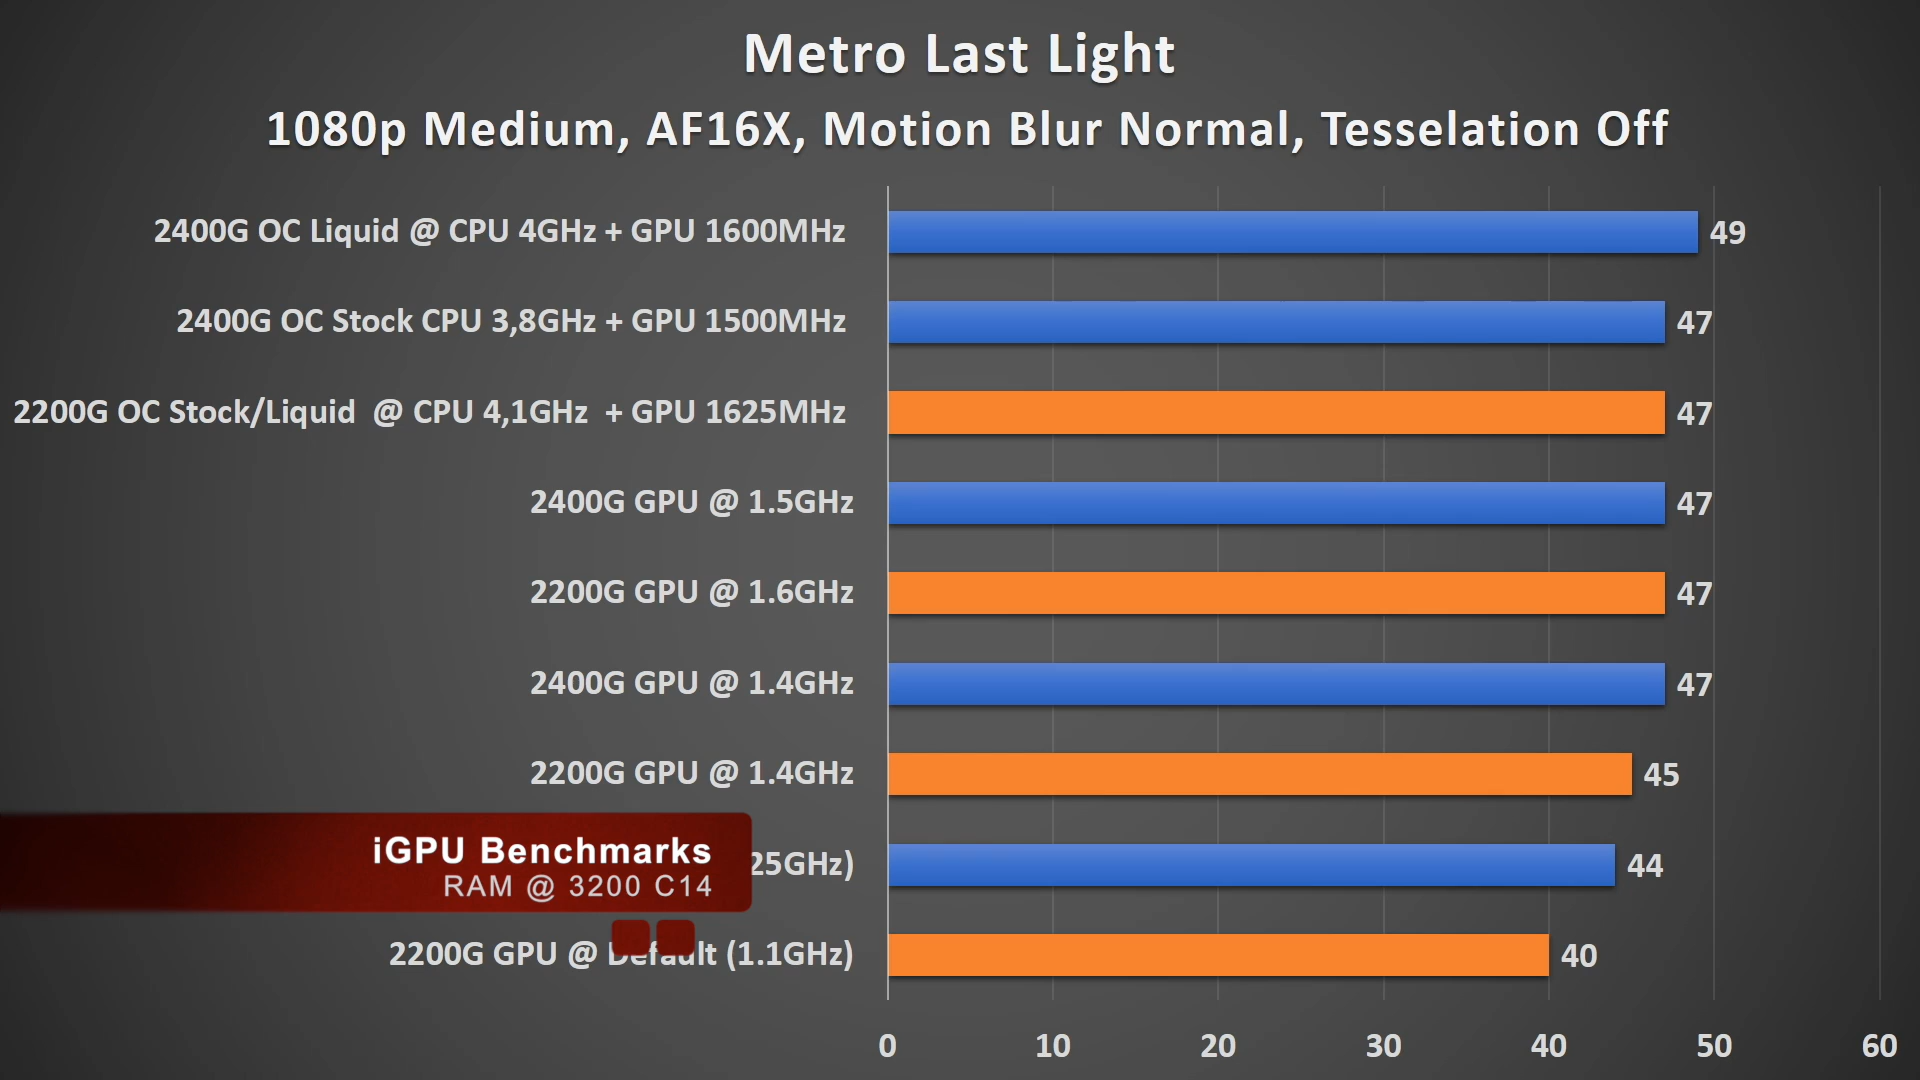 Metro Last Light
1080p Medium, AF16X, Motion Blur Normal, Tesselation Off
2400G OC Liquid @ CPU 4GHz + GPU 1600MHz 49
2400G OC Stock CPU 3,8GHz + GPU 1500MHz 47
2200G OC Stock/Liquid @ CPU 4,1GHz + GPU 1625MHz 47
2400G GPU @ 1.5GHz 47
2200G GPU @ 1.6GHz 47
2400G GPU @ 1.4GHz 47
2200G GPU @ 1.4GHz 45
iGPU Benchmarks
RAM @ 3200 C14
25GHz) 44
2200G GPU @ Default (1.1GHz) 40
0 10 20 30 40 50 60